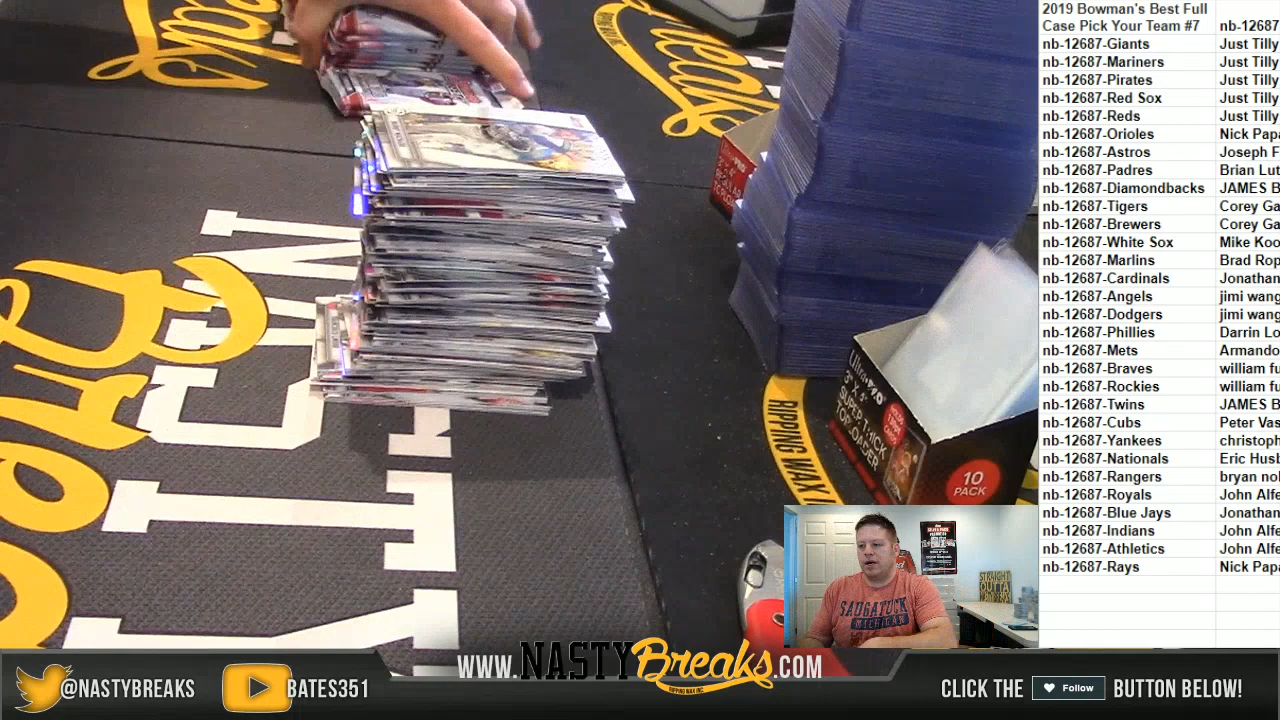 2019 Bowman's Best Full
Case Pick Your Team #7 nb-12687
nb-12687-Giants Just Tilly
nb-12687-Mariners Just Tilly
nb-12687-Pirates Just Tilly
nb-12687-Red Sox Just Tilly
nb-12687-Reds Just Tilly
nb-12687-Orioles Nick Pap
nb-12687-Astros Joseph F
nb-12687-Padres Brian Lut
nb-12687-Diamondbacks JAMES B
nb-12687-Tigers Corey Ga
nb-12687-Brewers Corey Ga
nb-12687-White Sox Mike Koo
nb-12687-Marlins Brad Rop
nb-12687-Cardinals Jonathan
nb-12687-Angels jimi wang
nb-12687-Dodgers jimi wang
nb-12687-Phillies Darrin Lo
nb-12687-Mets Armando
nb-12687-Braves william fu
nb-12687-Rockies william fu
nb-12687-Twins JAMES B
nb-12687-Cubs Peter Vas
nb-12687-Yankees christoph
nb-12687-Nationals Eric Husb
nb-12687-Rangers bryan nol
nb-12687-Royals John Alfe
nb-12687-Blue Jays Jonathan
nb-12687-Indians John Alfe
nb-12687-Athletics John Alfe
nb-12687-Rays Nick Papa
Ultra PRO
3" X 4"
SUPER THICK
TOPLOADER
10
PACK
RIPPING WAX
SAUGATUCK
MICHIGAN
STRAIGHT
OUTTA
@NASTYBREAKS
BATES351
WWW.NASTYBreaks.COM
RIPPING WAX INC
CLICK THE Follow BUTTON BELOW!